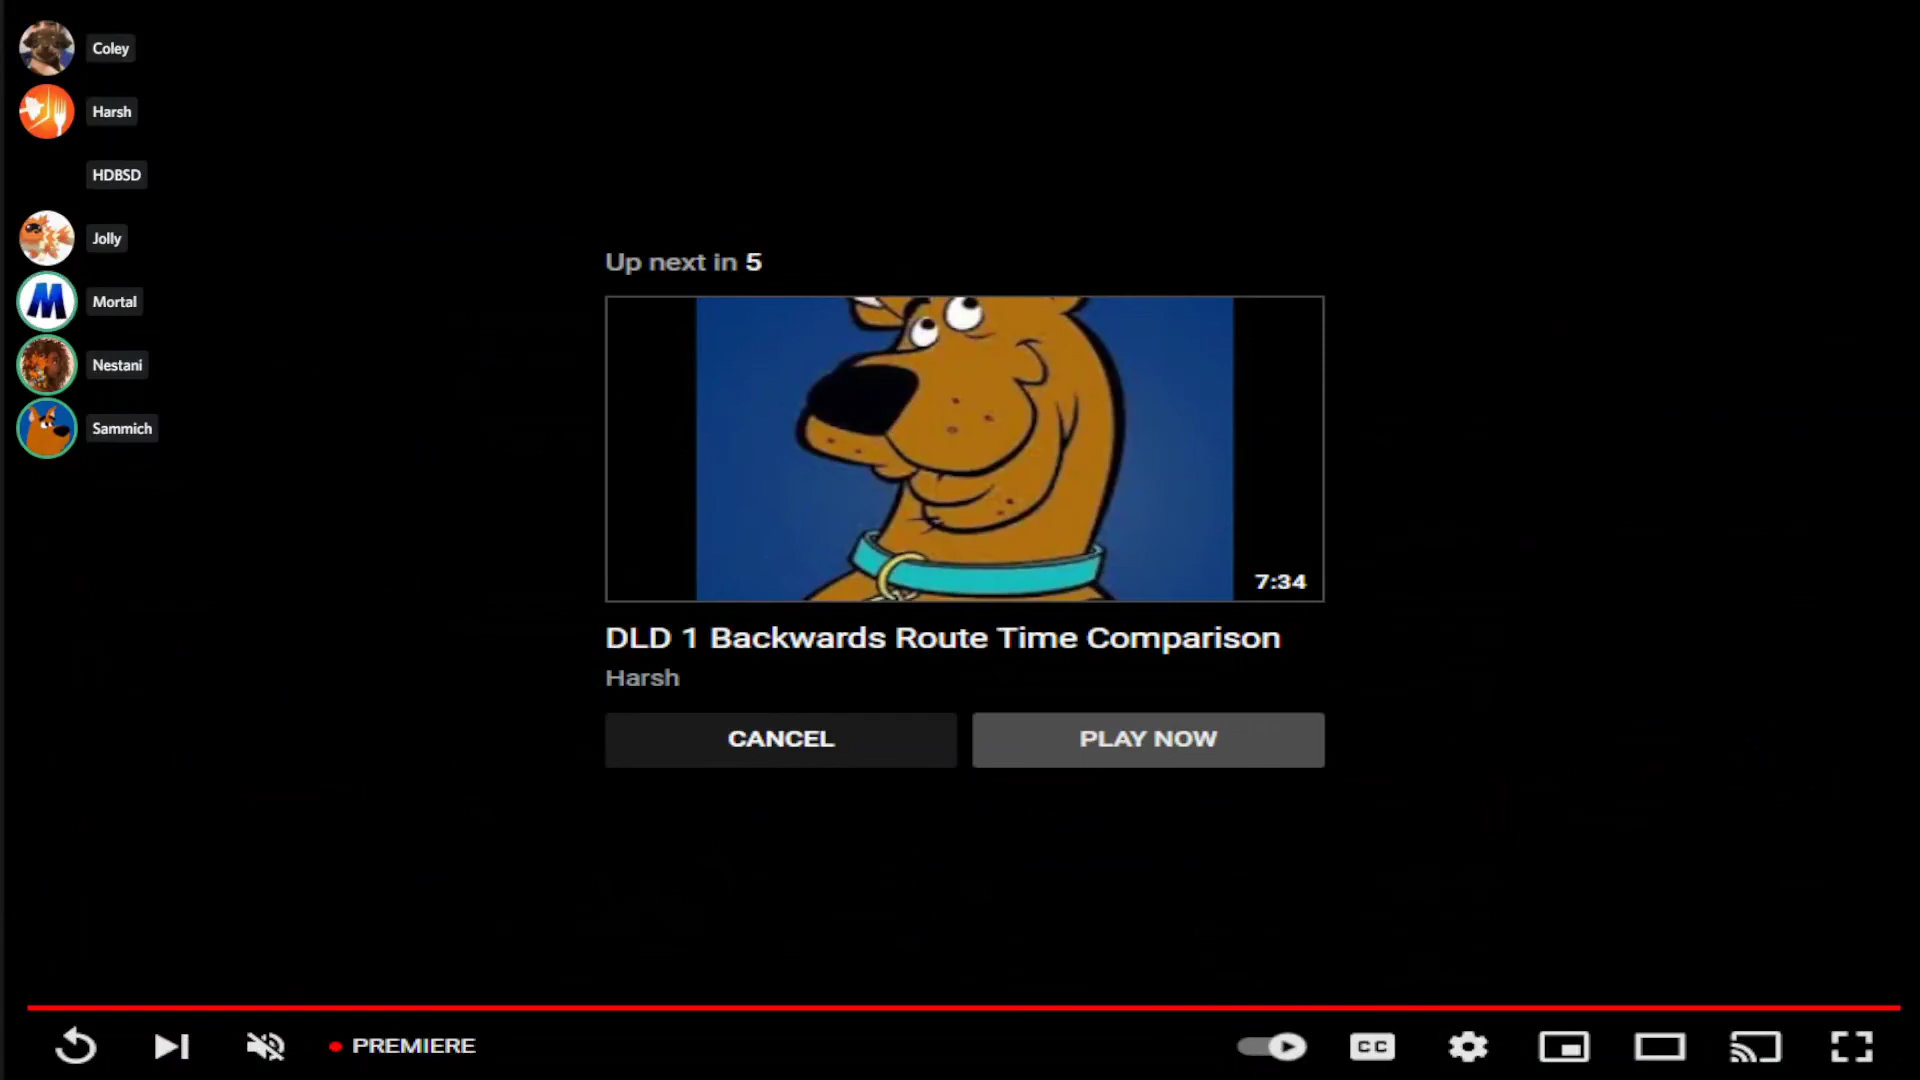 Coley
Harsh
HDBSD
Jolly
M Mortal
Nestani
Sammich
Up next in 5
7:34
DLD 1 Backwards Route Time Comparison
Harsh
CANCEL
PLAY NOW
PREMIERE
CC